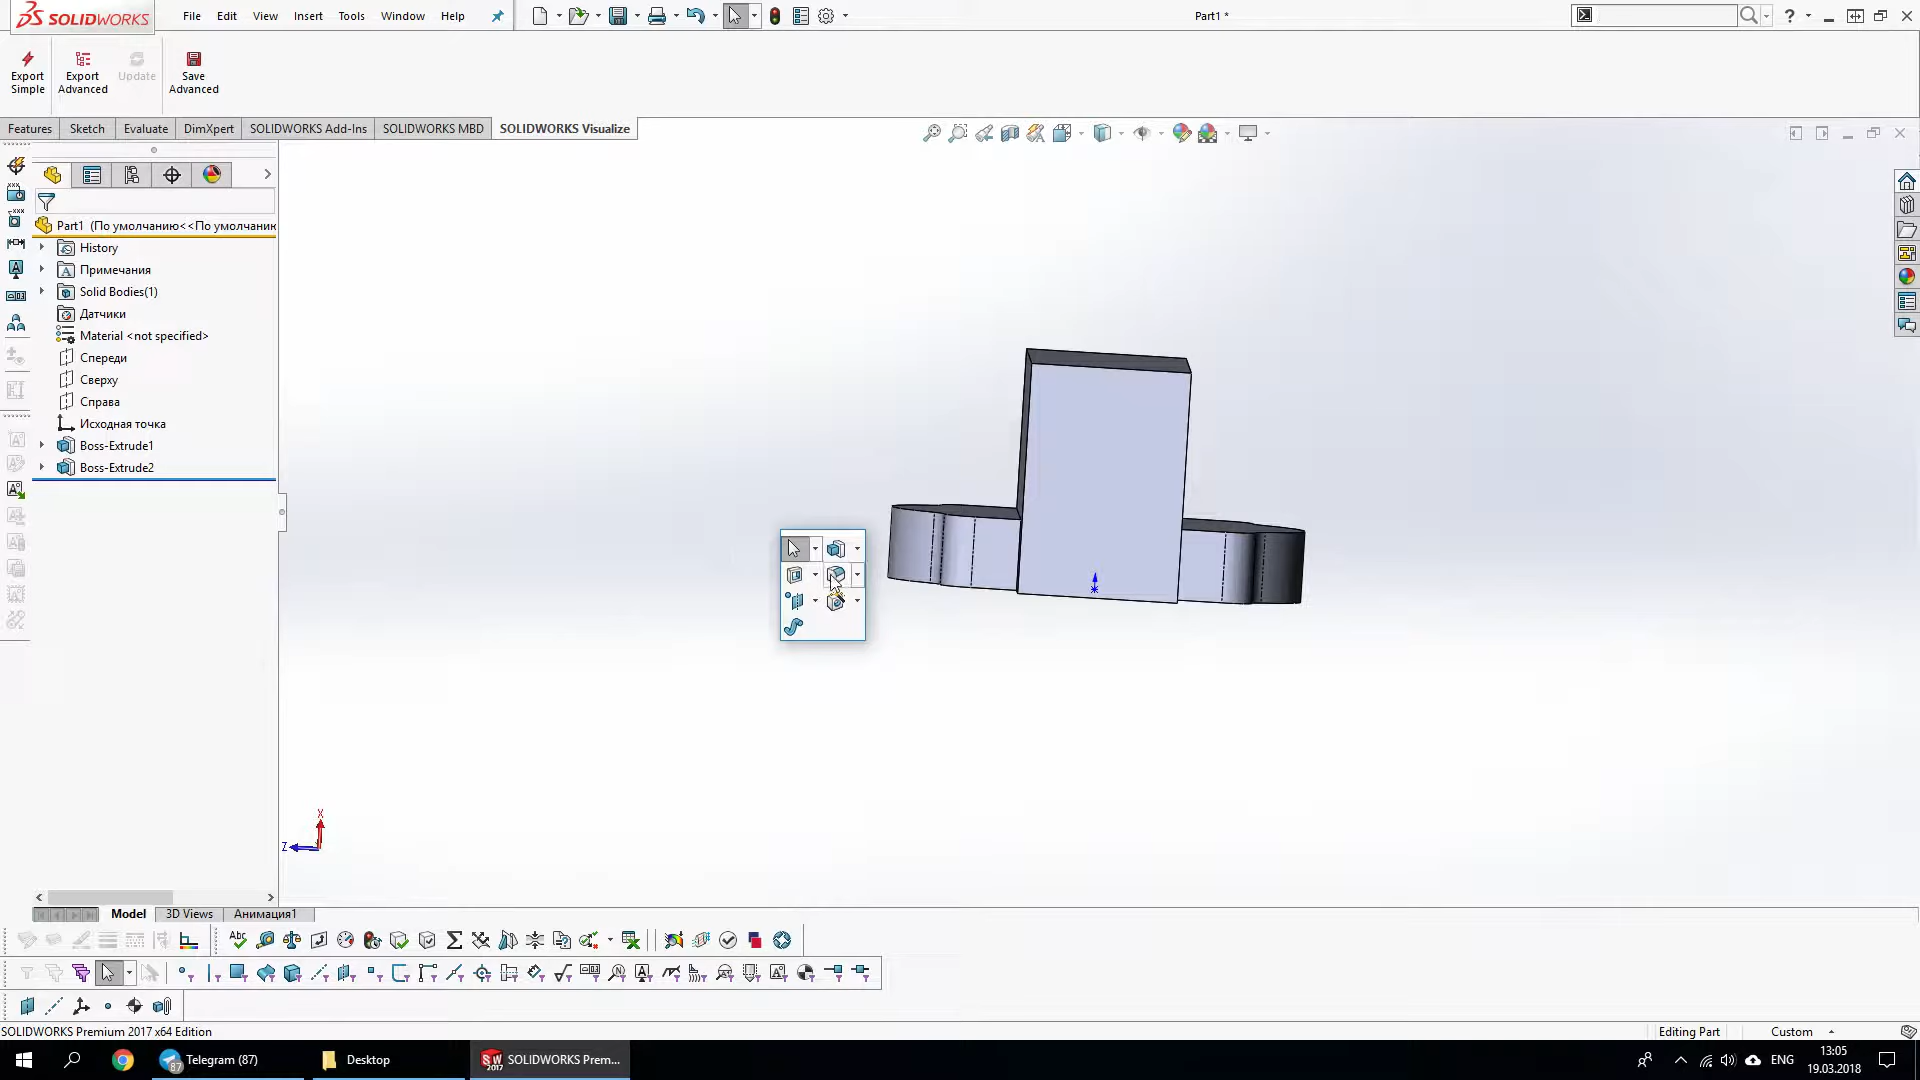 SOLIDWORKS
File Edit View Insert Tools Window Help
Part1 *
Export Simple
Export Advanced
Update
Save Advanced
Features Sketch Evaluate DimXpert SOLIDWORKS Add-Ins SOLIDWORKS MBD SOLIDWORKS Visualize
Part1 (По умолчанию<<По умолчани
History
Примечания
Solid Bodies(1)
Датчики
Material <not specified>
Спереди
Сверху
Справа
Исходная точка
Boss-Extrude1
Boss-Extrude2
X
Z
Model 3D Views Анимация1
SOLIDWORKS Premium 2017 x64 Edition
Editing Part
Custom
Telegram (87)
Desktop
SOLIDWORKS Prem...
ENG
13:05
19.03.2018